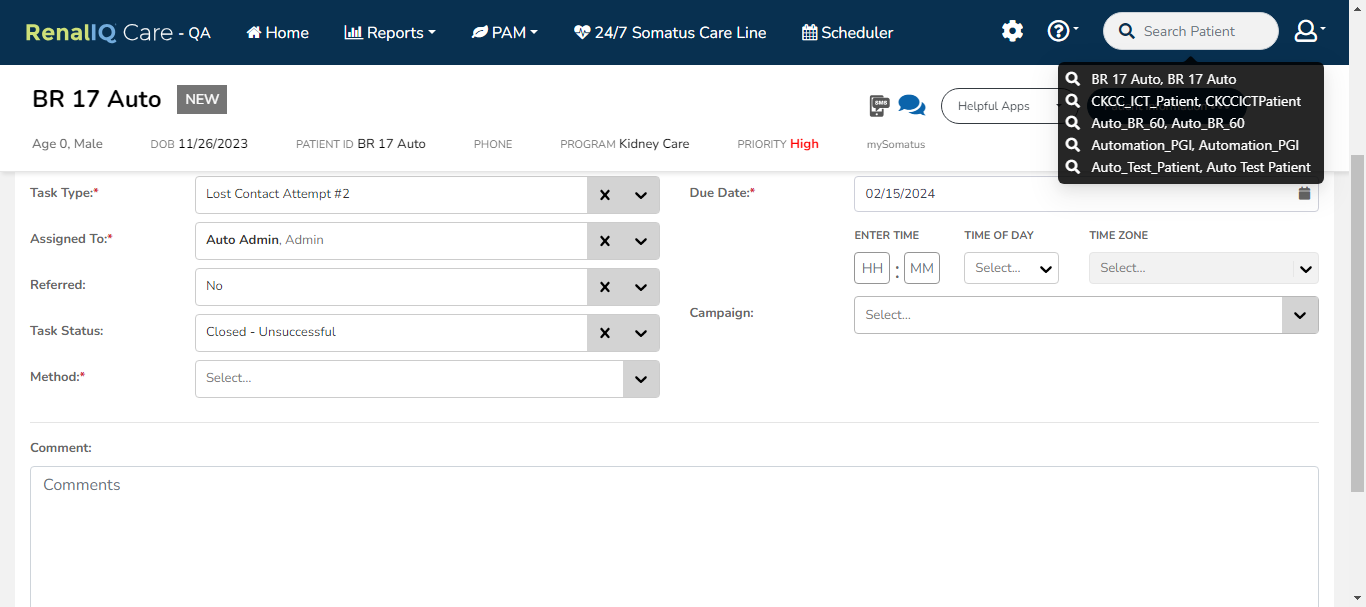 RenalIQ Care - QA Home Reports PAM 24/7 Somatus Care Line Scheduler Search Patient
BR 17 Auto NEW
SMS Helpful Apps
BR 17 Auto, BR 17 Auto
CKCC_ICT_Patient, CKCCICTPatient
Auto_BR_60, Auto_BR_60
Automation_PGI, Automation_PGI
Auto_Test_Patient, Auto Test Patient
Age 0, Male DOB 11/26/2023 PATIENT ID BR 17 Auto PHONE PROGRAM Kidney Care PRIORITY High mySomatus
Task Type:* Lost Contact Attempt #2
Due Date:* 02/15/2024
Assigned To:* Auto Admin, Admin
ENTER TIME TIME OF DAY TIME ZONE
HH : MM Select... Select...
Referred: No
Campaign: Select...
Task Status: Closed - Unsuccessful
Method:* Select...
Comment:
Comments